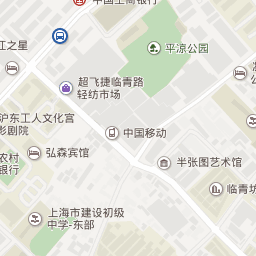 中国工商银行
江之星
平凉公园
超飞捷临青路
轻纺市场
沪东工人文化宫
影剧院
中国移动
农村
银行
弘森宾馆
半张图艺术馆
临青坊
上海市建设初级
中学-东部